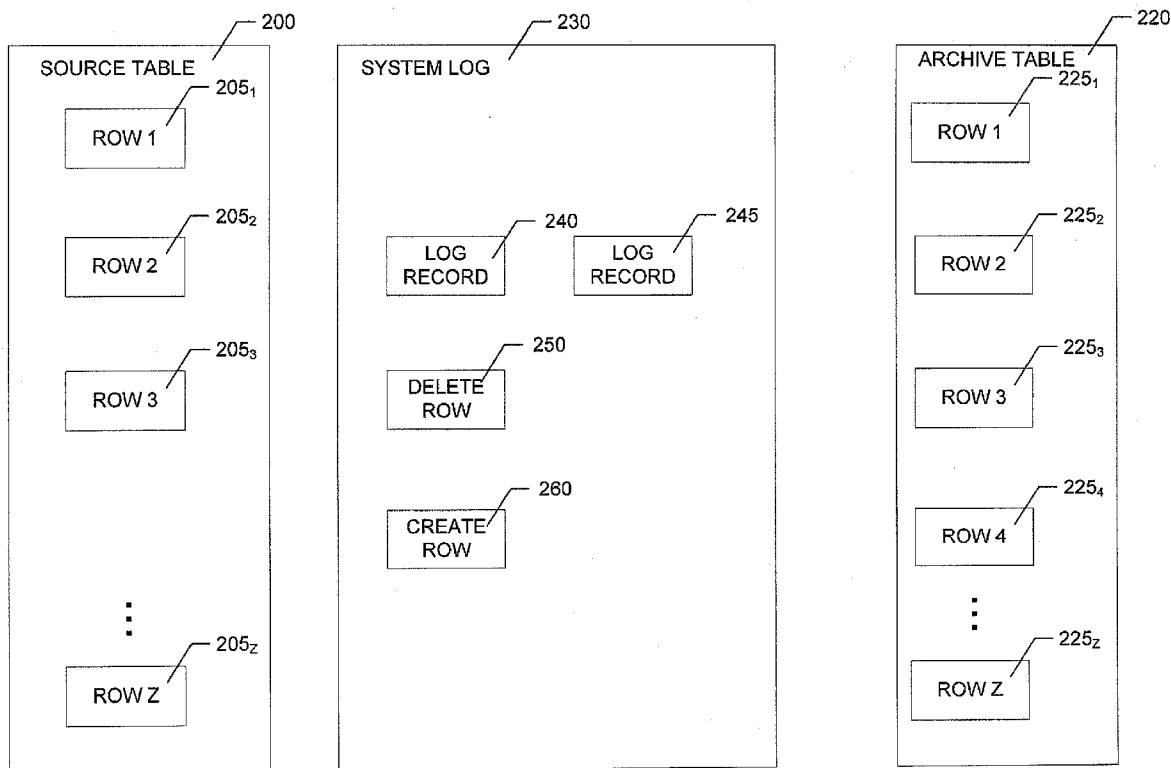 200
SOURCE TABLE
205₁
ROW 1
205₂
ROW 2
205₃
ROW 3
205Z
ROW Z
230
SYSTEM LOG
240
LOG
RECORD
245
LOG
RECORD
250
DELETE
ROW
260
CREATE
ROW
220
ARCHIVE TABLE
225₁
ROW 1
225₂
ROW 2
225₃
ROW 3
225₄
ROW 4
225Z
ROW Z